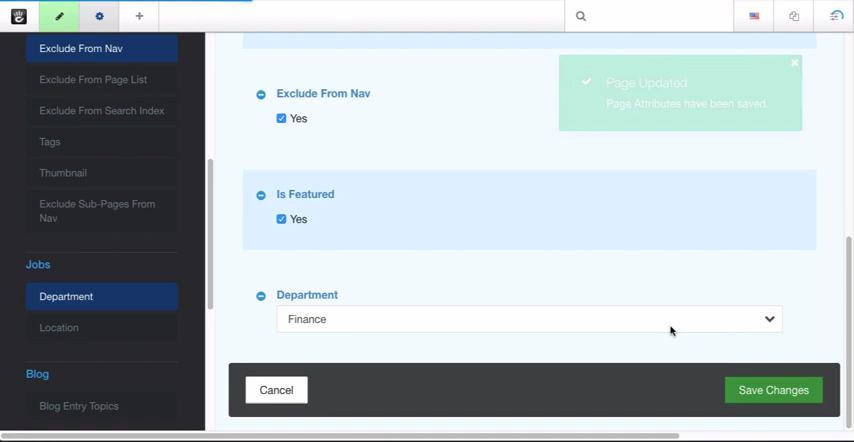 Exclude From Nav
Exclude From Page List
Exclude From Search Index
Tags
Thumbnail
Exclude Sub-Pages From
Nav
Jobs
Department
Location
Blog
Blog Entry Topics
Exclude From Nav
Yes
Page Updated
Page Attributes have been saved.
Is Featured
Yes
Department
Finance
Cancel
Save Changes